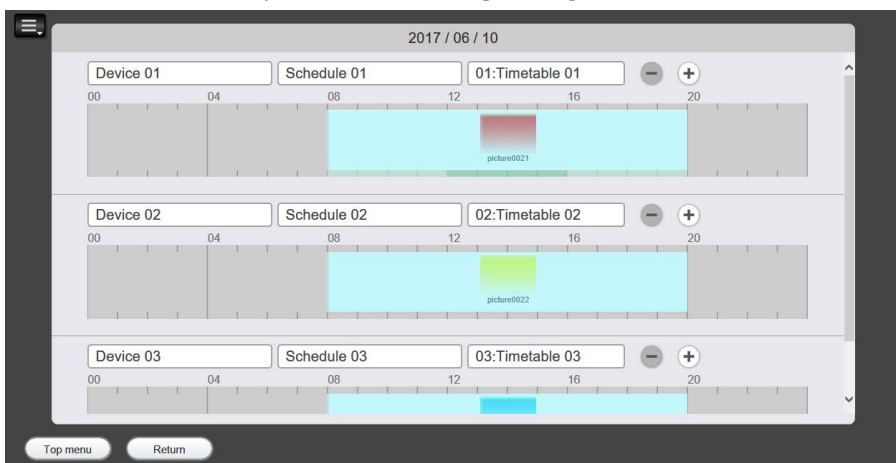 2017 / 06 / 10
Device 01 Schedule 01 01:Timetable 01
00 04 08 12 16 20
picture0021
Device 02 Schedule 02 02:Timetable 02
00 04 08 12 16 20
picture0022
Device 03 Schedule 03 03:Timetable 03
00 04 08 12 16 20
Top menu Return